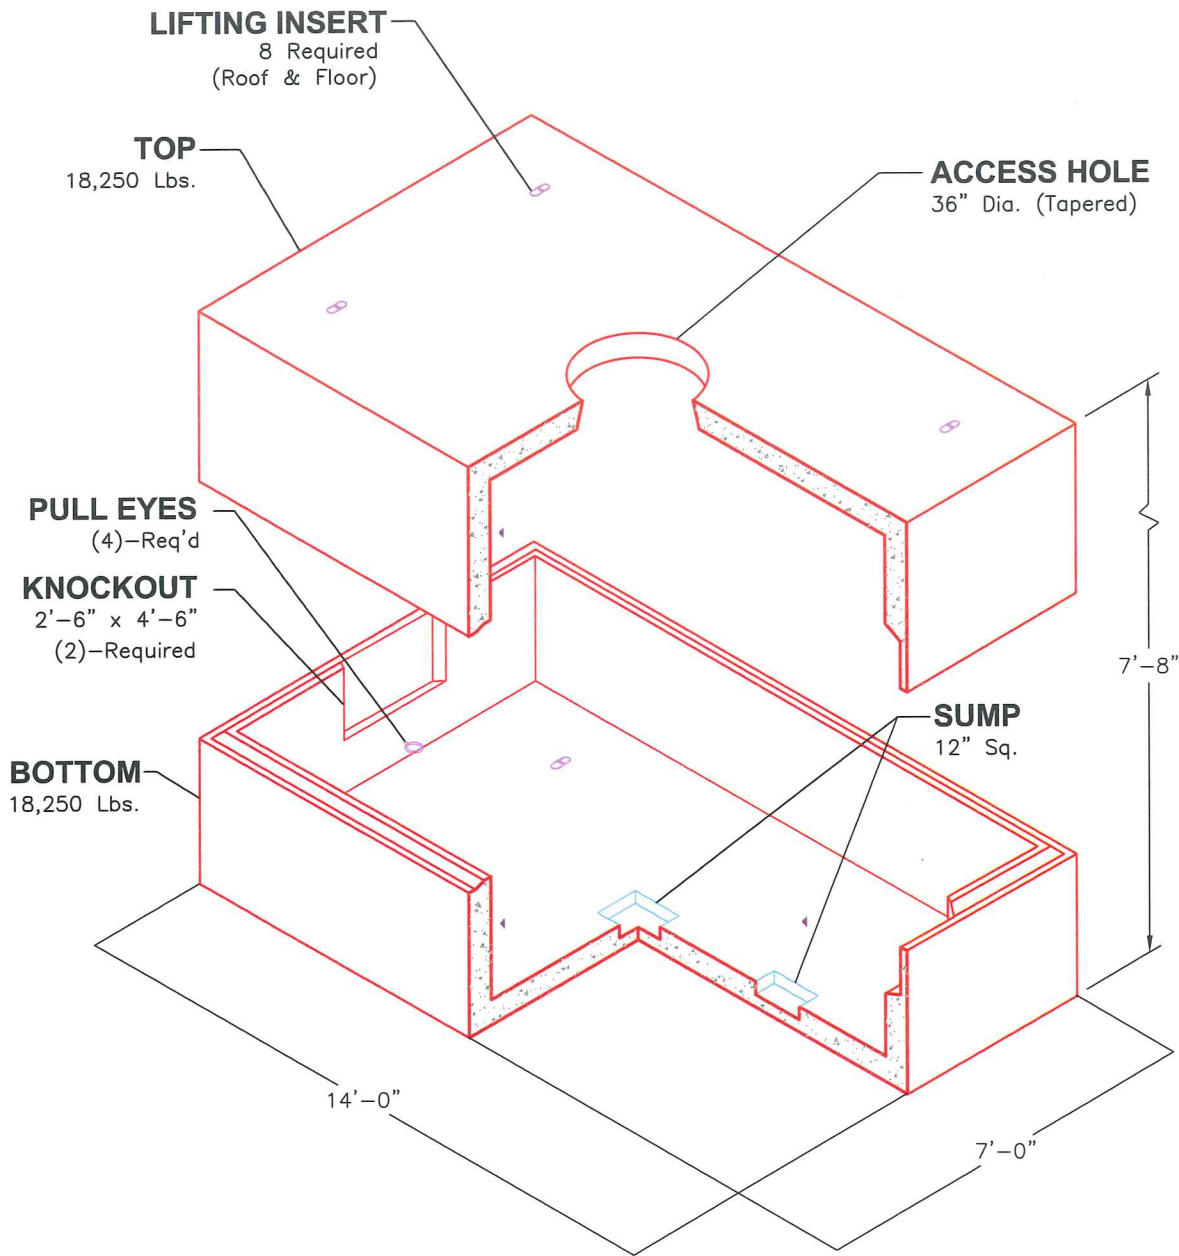 LIFTING INSERT
8 Required
(Roof & Floor)
TOP
18,250 Lbs.
ACCESS HOLE
36" Dia. (Tapered)
PULL EYES
(4)-Req'd
KNOCKOUT
2'-6" x 4'-6"
(2)-Required
7'-8"
SUMP
12" Sq.
BOTTOM
18,250 Lbs.
14'-0"
7'-0"